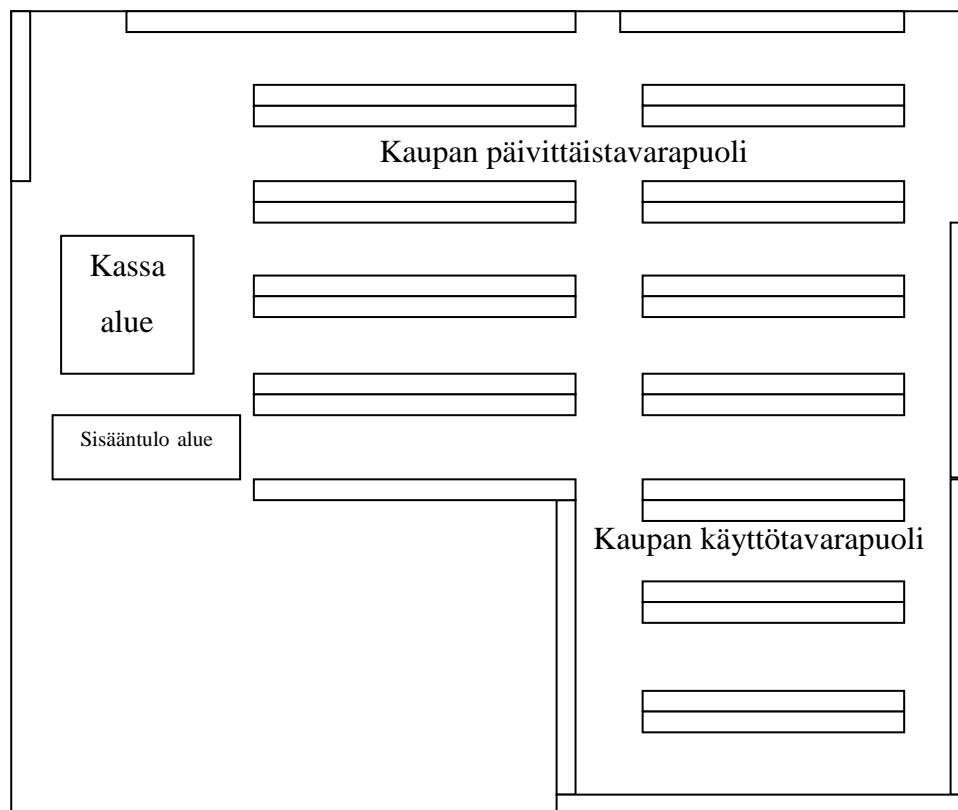 Kaupan päivittäistavarapuoli
Kassa
alue
Sisääntulo alue
Kaupan käyttötavarapuoli